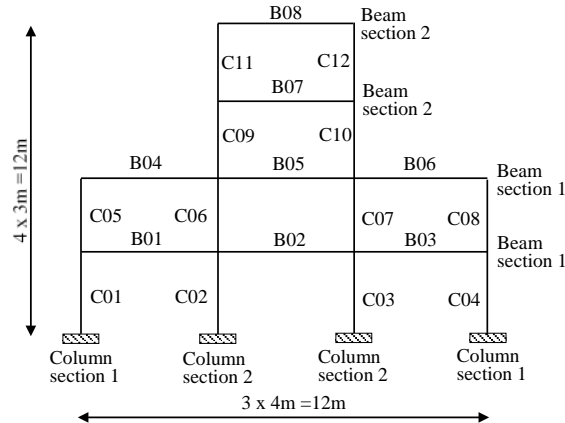 B08
Beam
section 2
C11
C12
B07
Beam
section 2
C09
C10
4 x 3m =12m
B04
B05
B06
Beam
section 1
C05
C06
C07
C08
B01
B02
B03
Beam
section 1
C01
C02
C03
C04
Column
section 1
Column
section 2
Column
section 2
Column
section 1
3 x 4m =12m